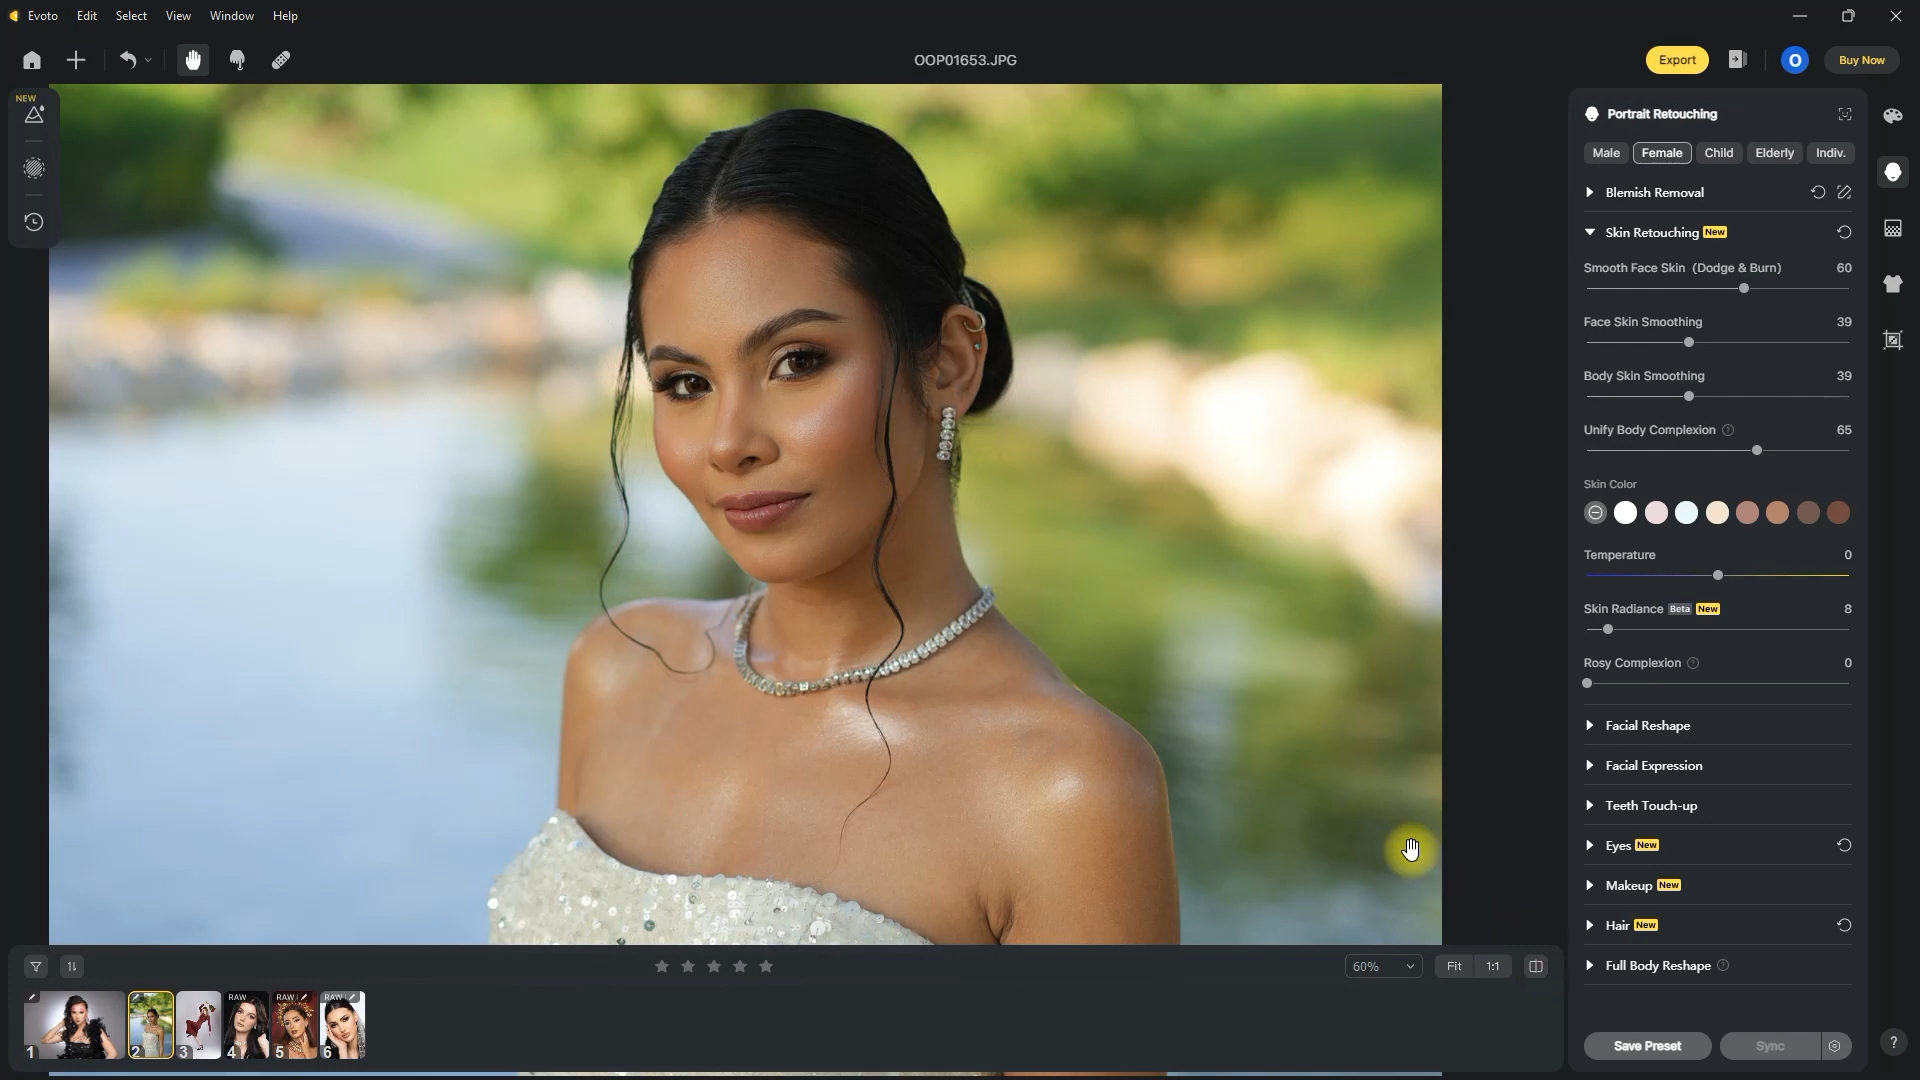 Evoto Edit Select View Window Help
OOP01653.JPG
Export
O
Buy Now
NEW
Portrait Retouching
Male Female Child Elderly Indiv.
Blemish Removal
Skin Retouching New
Smooth Face Skin (Dodge & Burn) 60
Face Skin Smoothing 39
Body Skin Smoothing 39
Unify Body Complexion ? 65
Skin Color
Temperature 0
Skin Radiance Beta New 8
Rosy Complexion ? 0
Facial Reshape
Facial Expression
Teeth Touch-up
Eyes New
Makeup New
Hair New
Full Body Reshape ?
60% Fit 1:1
RAW RAW RAW
1 2 3 4 5 6
Save Preset Sync
?